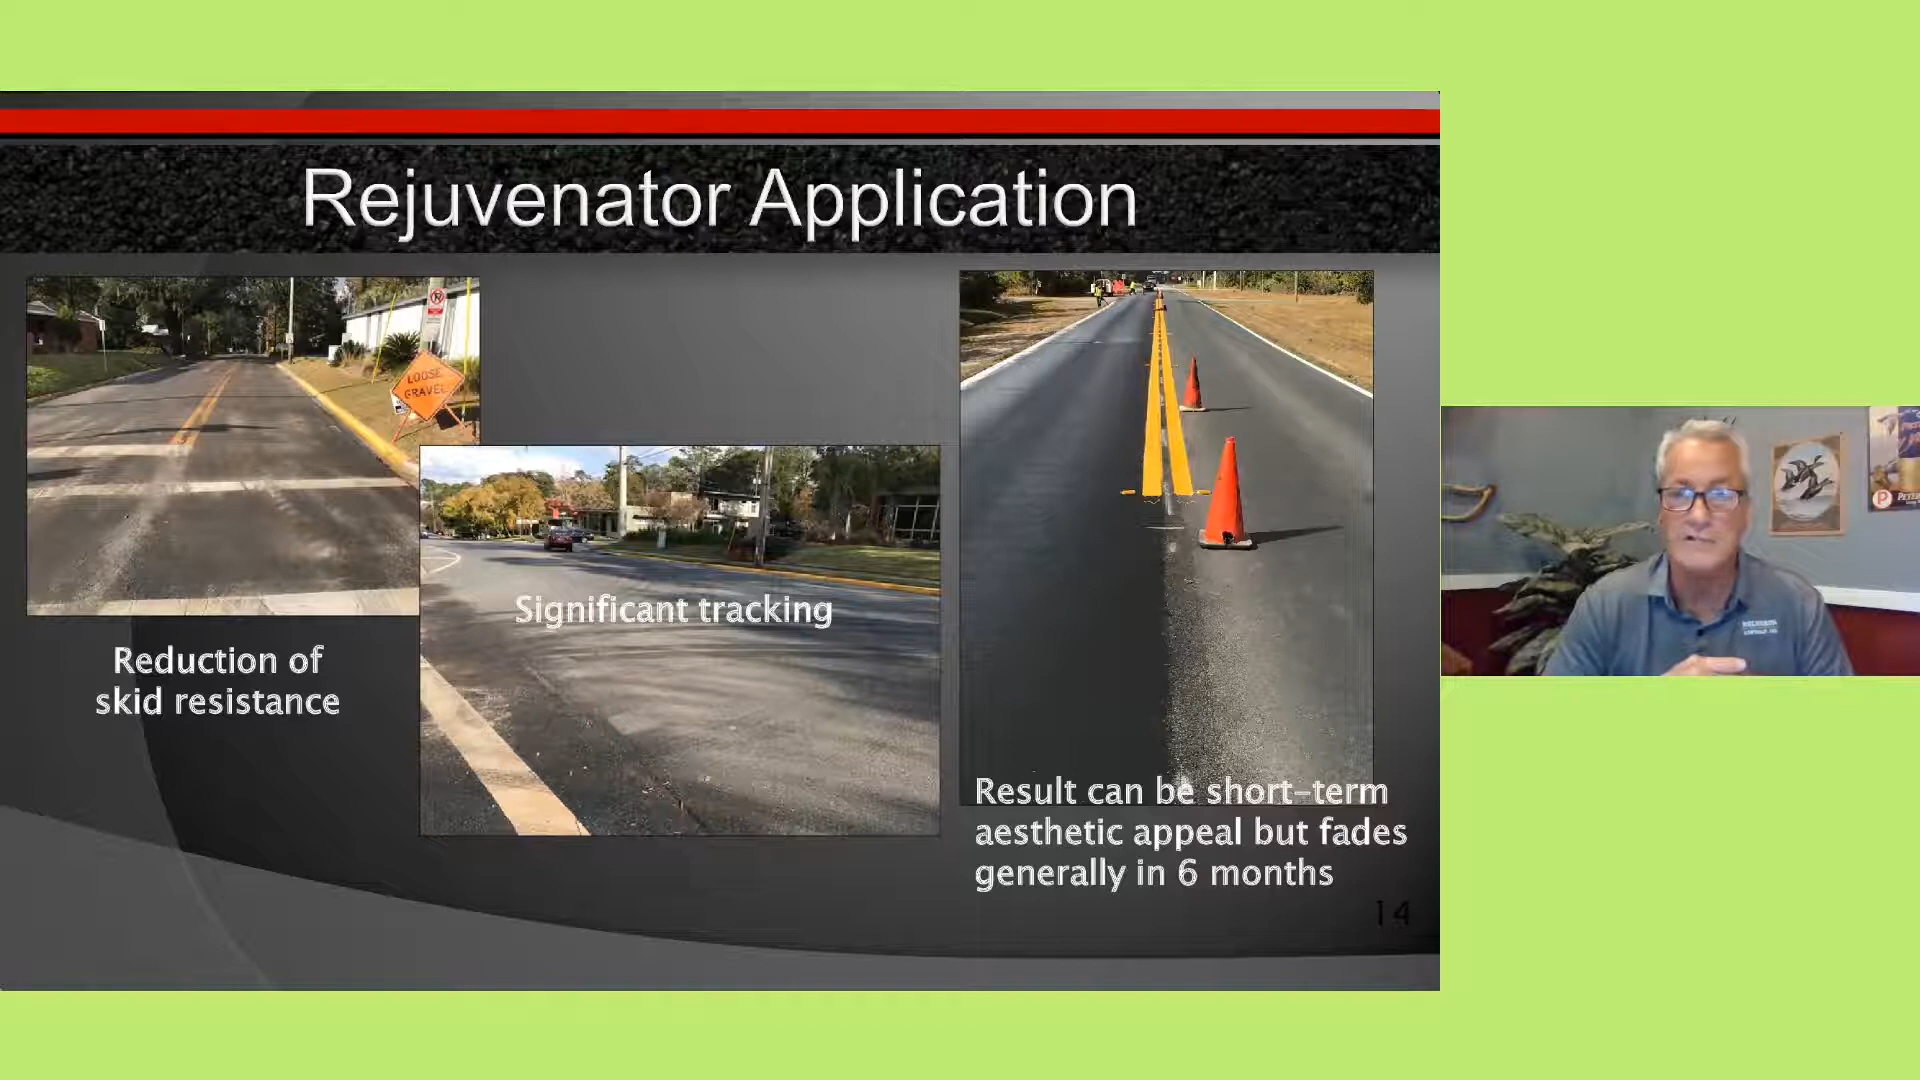 Rejuvenator Application
LOOSE
GRAVEL
Significant tracking
Reduction of
skid resistance
Result can be short-term
aesthetic appeal but fades
generally in 6 months
14